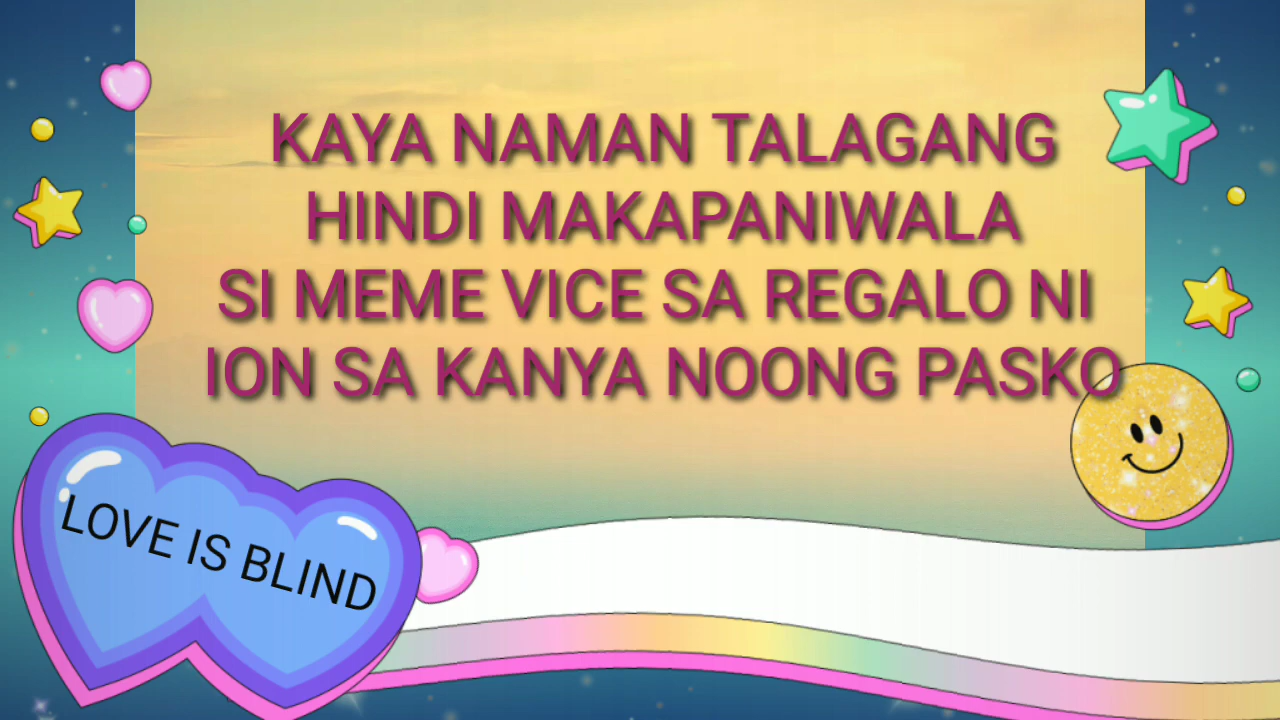 KAYA NAMAN TALAGANG
HINDI MAKAPANIWALA
SI MEME VICE SA REGALO NI
ION SA KANYA NOONG PASKO
LOVE IS BLIND